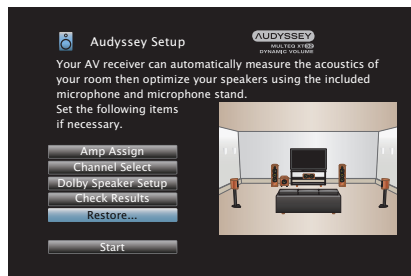 Audyssey Setup
AUDYSSEY
MULTEQ XT32
DYNAMIC VOLUME
Your AV receiver can automatically measure the acoustics of
your room then optimize your speakers using the included
microphone and microphone stand.
Set the following items
if necessary.
Amp Assign
Channel Select
Dolby Speaker Setup
Check Results
Restore...
Start